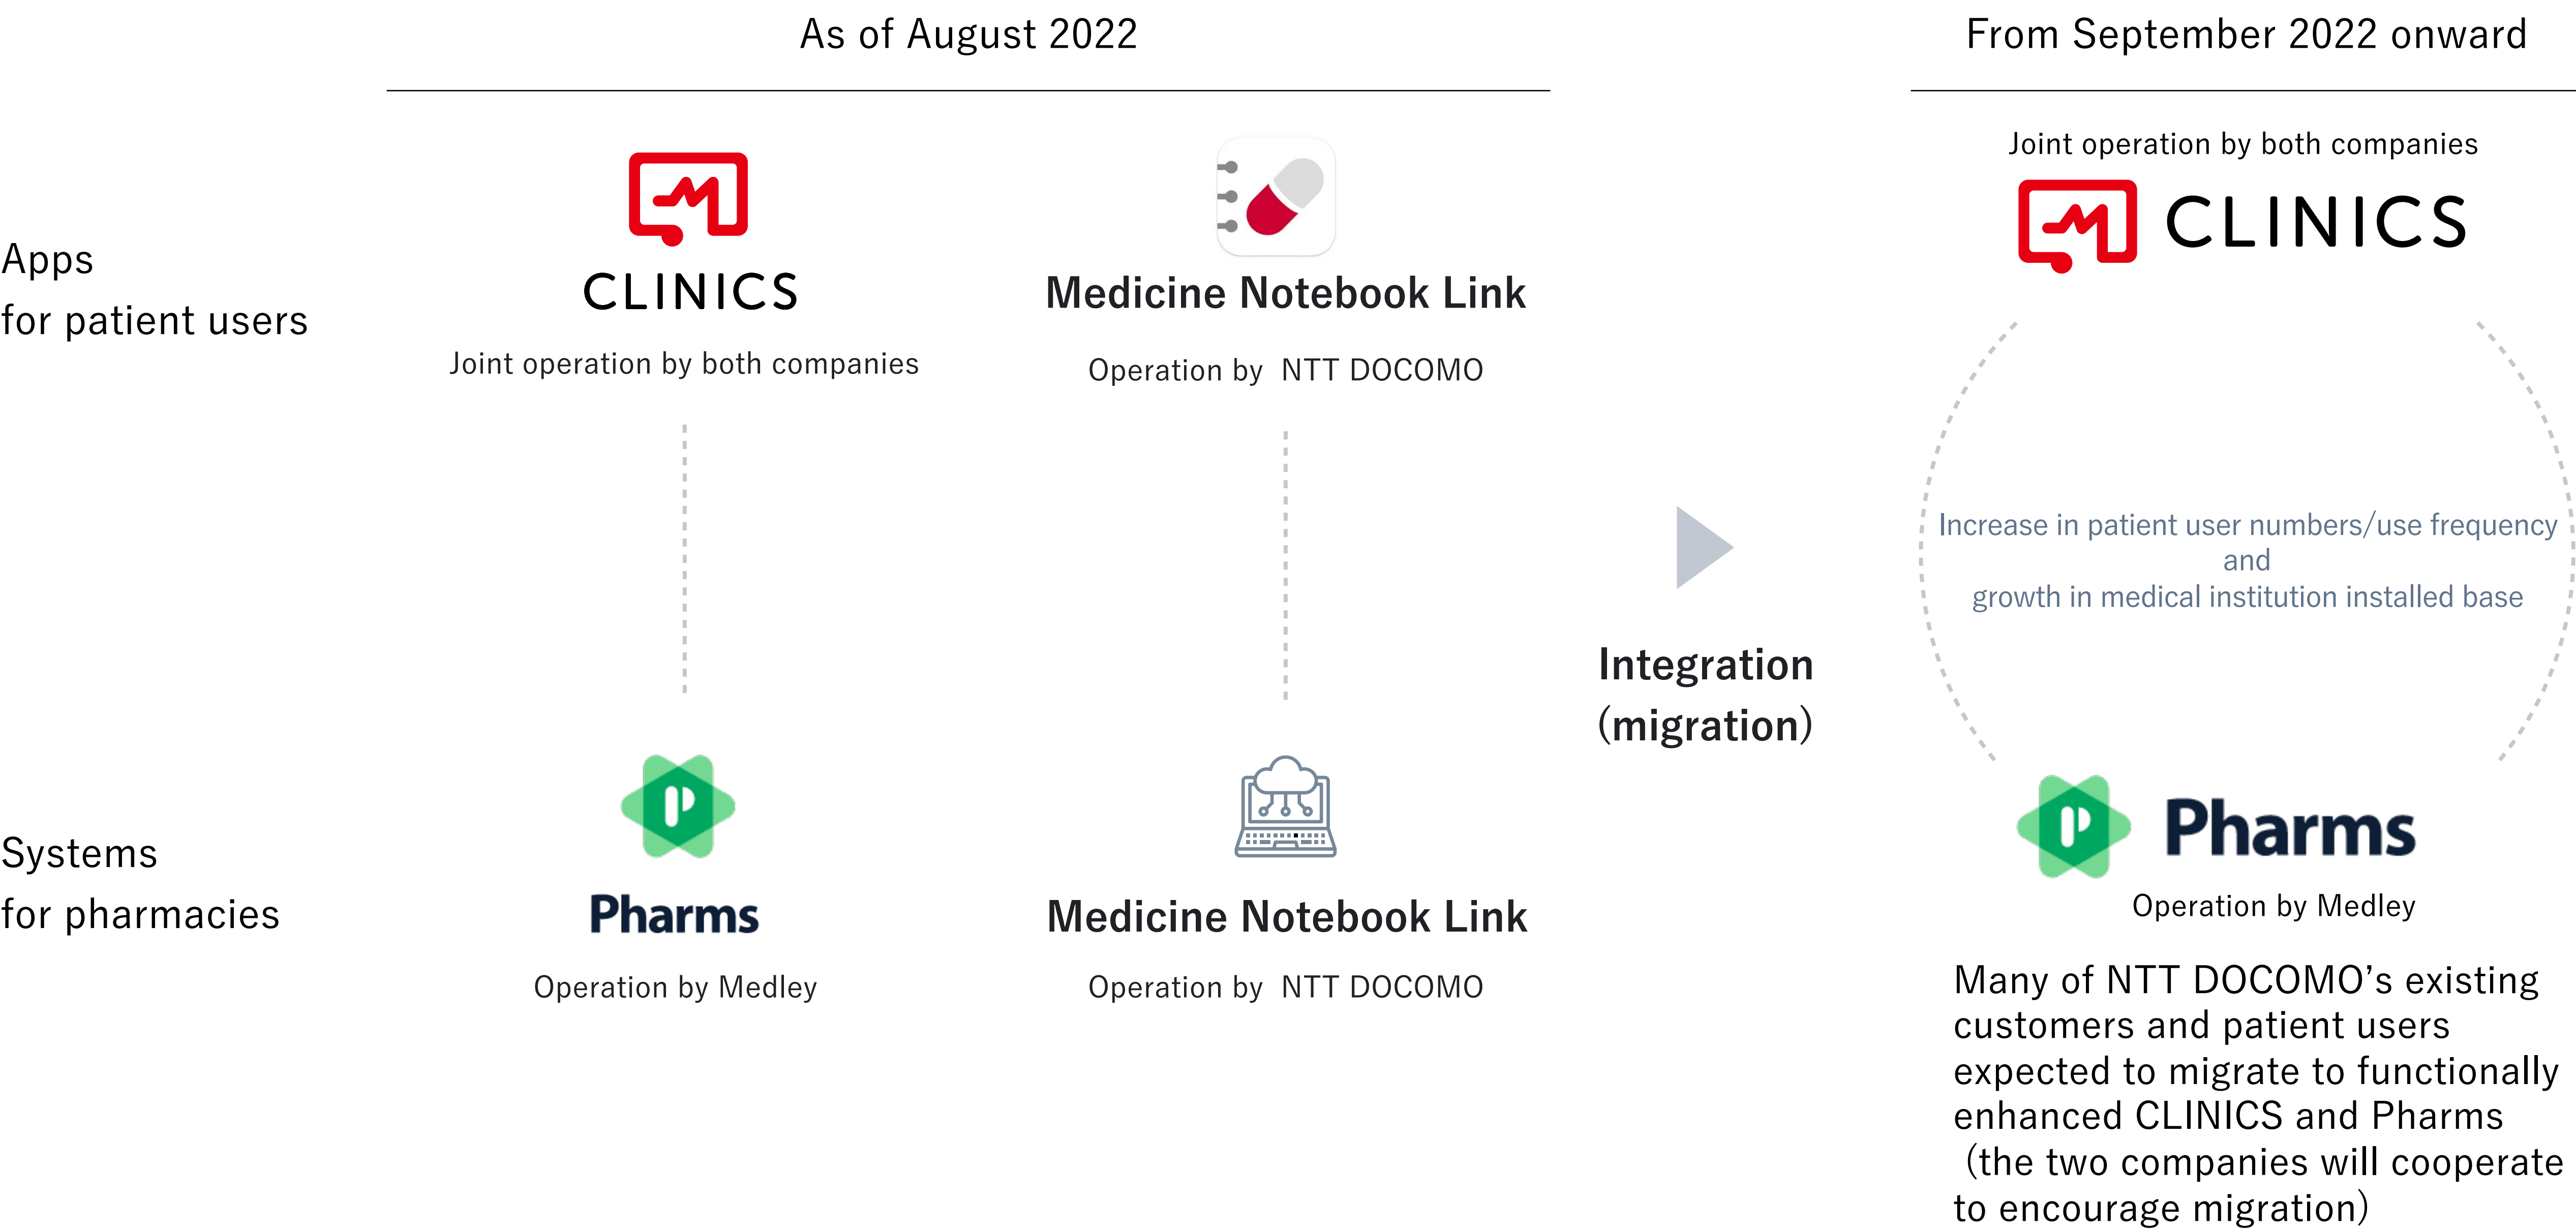 As of August 2022
From September 2022 onward
Apps
for patient users
CLINICS
Joint operation by both companies
Medicine Notebook Link
Operation by NTT DOCOMO
Joint operation by both companies
CLINICS
Increase in patient user numbers/use frequency
and
growth in medical institution installed base
Integration
(migration)
Systems
for pharmacies
Pharms
Operation by Medley
Medicine Notebook Link
Operation by NTT DOCOMO
Pharms
Operation by Medley
Many of NTT DOCOMO’s existing
customers and patient users
expected to migrate to functionally
enhanced CLINICS and Pharms
(the two companies will cooperate
to encourage migration)